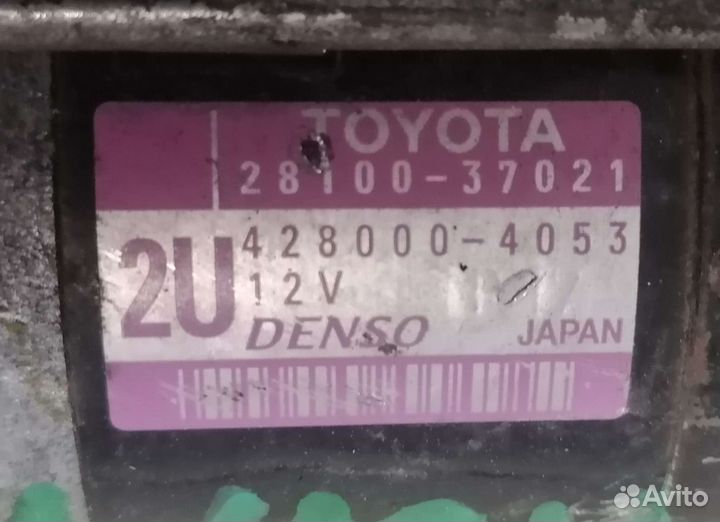 TOYOTA
28100-37021
2U
428000-4053
12V
DENSO JAPAN
Avito